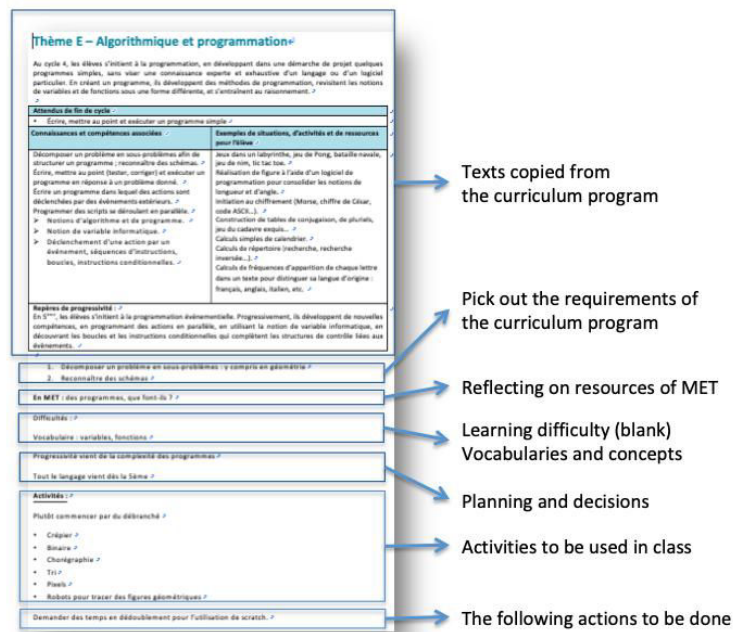 Thème E – Algorithmique et programmation
Au cycle 4, les élèves s'initient à la programmation, en développant dans une démarche de projet quelques
programmes simples, sans viser une connaissance experte et exhaustive d'un langage ou d'un logiciel
particulier. En créant un programme, ils développent des méthodes de programmation, revisitent les notions
de variables et de fonctions sous une forme différente, et s'entraînent au raisonnement.
Attendus de fin de cycle
• Écrire, mettre au point et exécuter un programme simple
Connaissances et compétences associées
Décomposer un problème en sous-problèmes afin de
structurer un programme ; reconnaître des schémas.
Écrire, mettre au point (tester, corriger) et exécuter un
programme en réponse à un problème donné.
Écrire un programme dans lequel des actions sont
déclenchées par des événements extérieurs.
Programmer des scripts se déroulant en parallèle.
➢ Notions d'algorithme et de programme.
➢ Notion de variable informatique.
➢ Déclenchement d'une action par un
événement, séquences d'instructions,
boucles, instructions conditionnelles.
Exemples de situations, d'activités et de ressources
pour l'élève
Jeux dans un labyrinthe, jeu de Pong, bataille navale,
jeu de nim, tic tac toe.
Réalisation de figure à l'aide d'un logiciel de
programmation pour consolider les notions de
longueur et d'angle.
Initiation au chiffrement (Morse, chiffre de César,
code ASCII...).
Construction de tables de conjugaison, de pluriels,
jeu du cadavre exquis...
Calculs simples de calendrier.
Calculs de répertoire (recherche, recherche
inversée...).
Calculs de fréquences d'apparition de chaque lettre
dans un texte pour distinguer sa langue d'origine :
français, anglais, italien, etc.
Repères de progressivité :
En 5ème, les élèves s'initient à la programmation événementielle. Progressivement, ils développent de nouvelles
compétences, en programmant des actions en parallèle, en utilisant la notion de variable informatique, en
découvrant les boucles et les instructions conditionnelles qui complètent les structures de contrôle liées aux
événements.
1. Décomposer un problème en sous-problèmes : y compris en géométrie
2. Reconnaître des schémas
En MET : des programmes, que font-ils ?
Difficultés :
Vocabulaire : variables, fonctions
Progressivité vient de la complexité des programmes
Tout le langage vient dès la 5ème
Activités :
Plutôt commencer par du débranché
• Crêpier
• Binaire
• Chorégraphie
• Tri
• Pixels
• Robots pour tracer des figures géométriques
Demander des temps en dédoublement pour l'utilisation de scratch.
Texts copied from
the curriculum program
Pick out the requirements of
the curriculum program
Reflecting on resources of MET
Learning difficulty (blank)
Vocabularies and concepts
Planning and decisions
Activities to be used in class
The following actions to be done